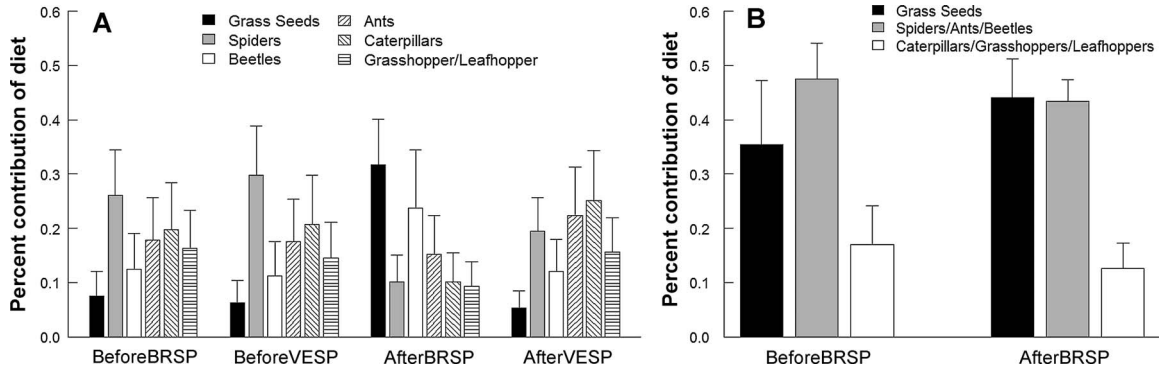 A
Grass Seeds
Spiders
Beetles
Ants
Caterpillars
Grasshopper/Leafhopper
Percent contribution of diet
0.6
0.5
0.4
0.3
0.2
0.1
0.0
BeforeBRSP BeforeVESP AfterBRSP AfterVESP
B
Grass Seeds
Spiders/Ants/Beetles
Caterpillars/Grasshoppers/Leafhoppers
Percent contribution of diet
0.6
0.5
0.4
0.3
0.2
0.1
0.0
BeforeBRSP AfterBRSP